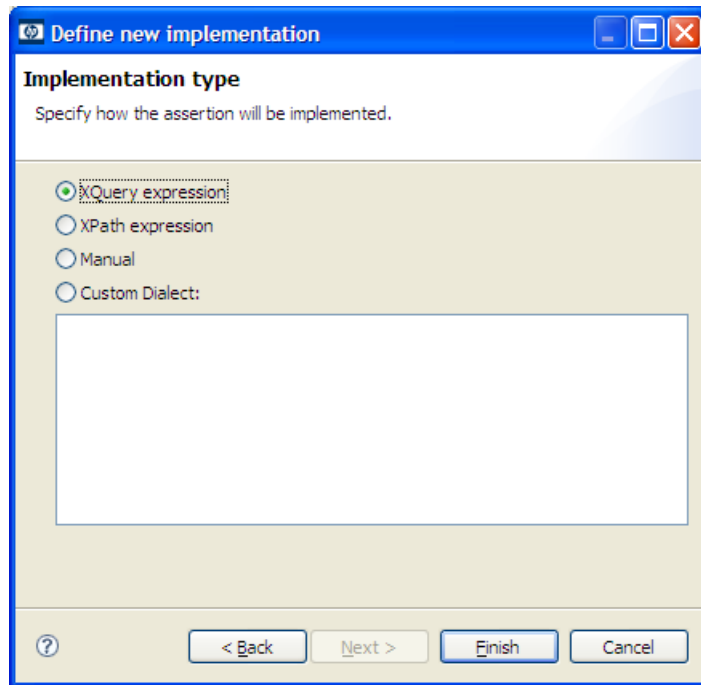 Define new implementation
Implementation type
Specify how the assertion will be implemented.
XQuery expression
XPath expression
Manual
Custom Dialect:
< Back Next > Finish Cancel